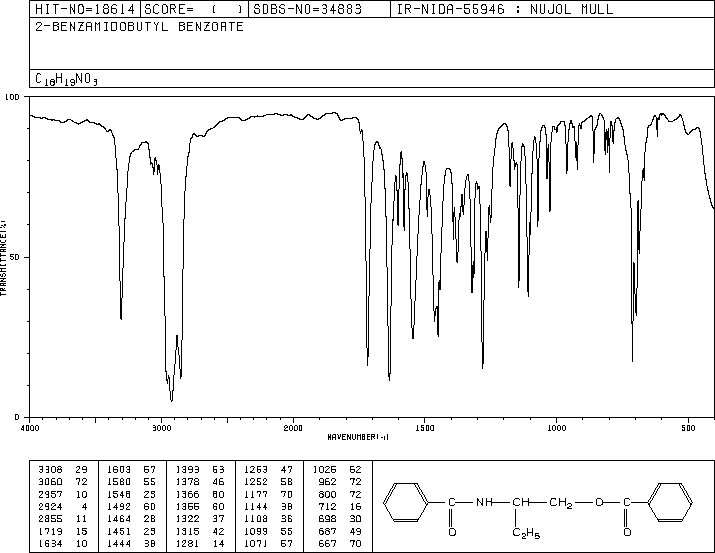 HIT-NO=18614 SCORE= ( ) SDBS-NO=34883 IR-NIDA-55946 : NUJOL MULL
2-BENZAMIDOBUTYL BENZOATE
C18H19NO3
100
50
0
TRANSMITTANCE(%)
4000 3000 2000 1500 1000 500
WAVENUMBER(-1)
3308 29 1603 57 1393 53 1263 47 1026 62
3060 72 1580 55 1378 46 1252 58 962 72
2957 10 1548 23 1366 60 1177 70 800 72
2924 4 1492 60 1355 60 1144 38 712 16
2855 11 1464 28 1322 37 1108 36 698 30
1719 15 1451 29 1315 42 1099 55 687 49
1634 10 1444 38 1281 14 1071 57 667 70
C NH CH CH2 O C
O C2H5 O